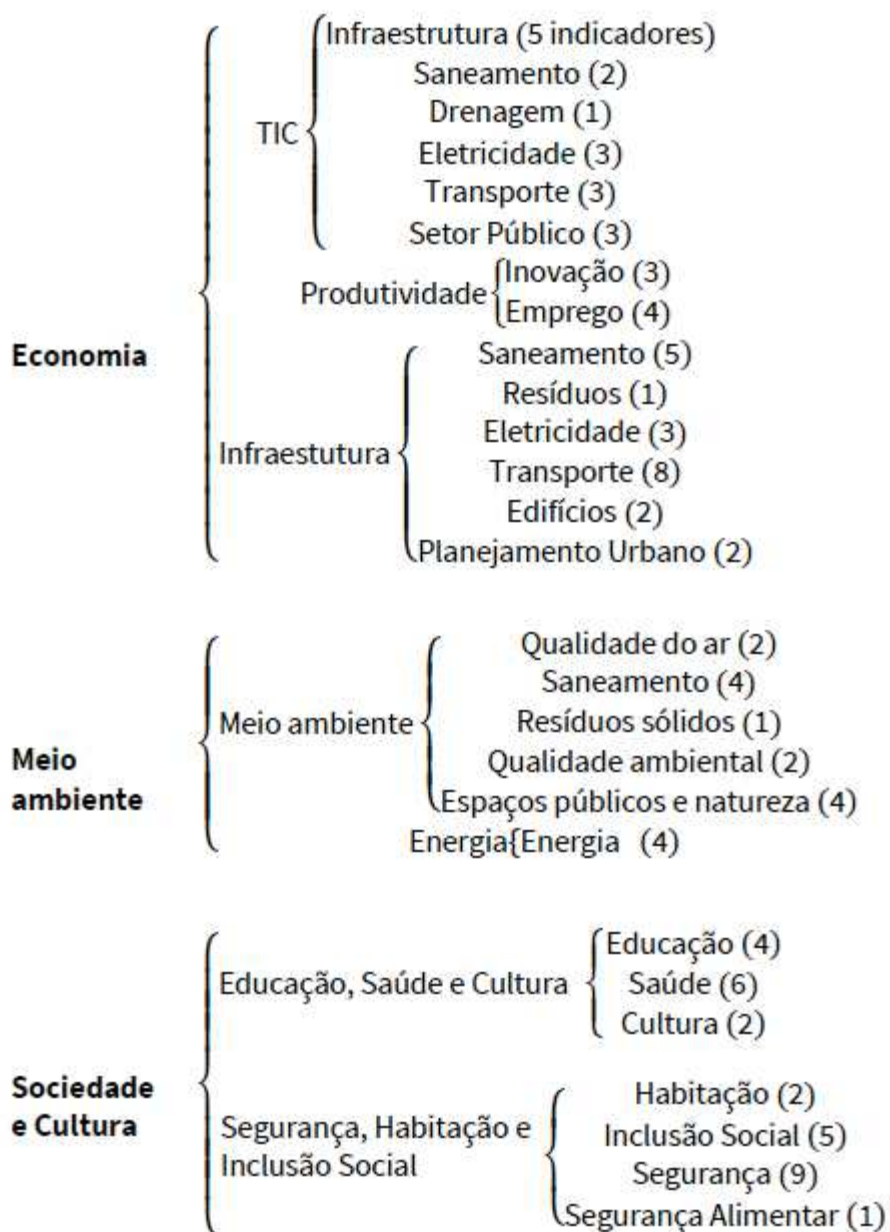 Economia
TIC
Infraestrutura (5 indicadores)
Saneamento (2)
Drenagem (1)
Eletricidade (3)
Transporte (3)
Setor Público (3)
Produtividade
Inovação (3)
Emprego (4)
Infraestutura
Saneamento (5)
Resíduos (1)
Eletricidade (3)
Transporte (8)
Edifícios (2)
Planejamento Urbano (2)
Meio
ambiente
Meio ambiente
Qualidade do ar (2)
Saneamento (4)
Resíduos sólidos (1)
Qualidade ambiental (2)
Espaços públicos e natureza (4)
Energia{Energia (4)
Sociedade
e Cultura
Educação, Saúde e Cultura
Educação (4)
Saúde (6)
Cultura (2)
Segurança, Habitação e
Inclusão Social
Habitação (2)
Inclusão Social (5)
Segurança (9)
Segurança Alimentar (1)